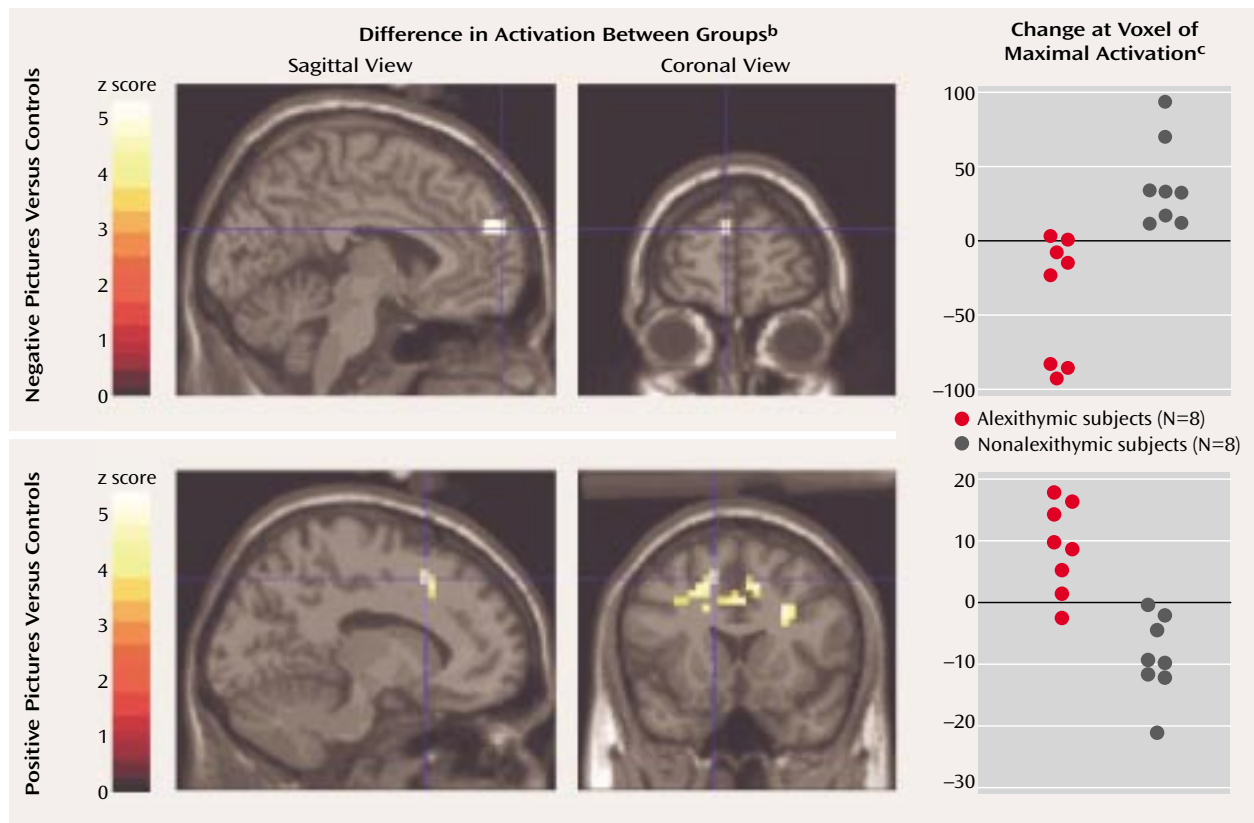 Difference in Activation Between Groupsᵇ
Sagittal View
Coronal View
Change at Voxel of
Maximal Activationᶜ
Negative Pictures Versus Controls
z score
5
4
3
2
1
0
100
50
0
–50
–100
Alexithymic subjects (N=8)
Nonalexithymic subjects (N=8)
Positive Pictures Versus Controls
z score
5
4
3
2
1
0
20
10
0
–10
–20
–30